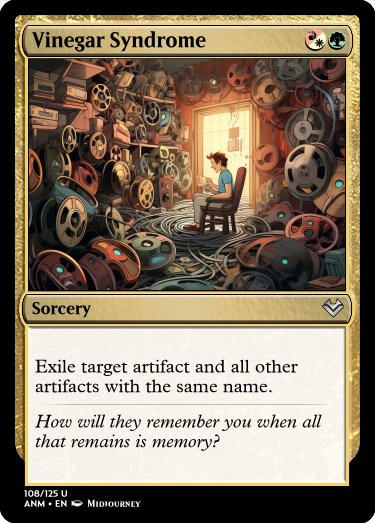 Vinegar Syndrome
Sorcery
Exile target artifact and all other
artifacts with the same name.
How will they remember you when all
that remains is memory?
108/125 U
ANM • EN Midjourney